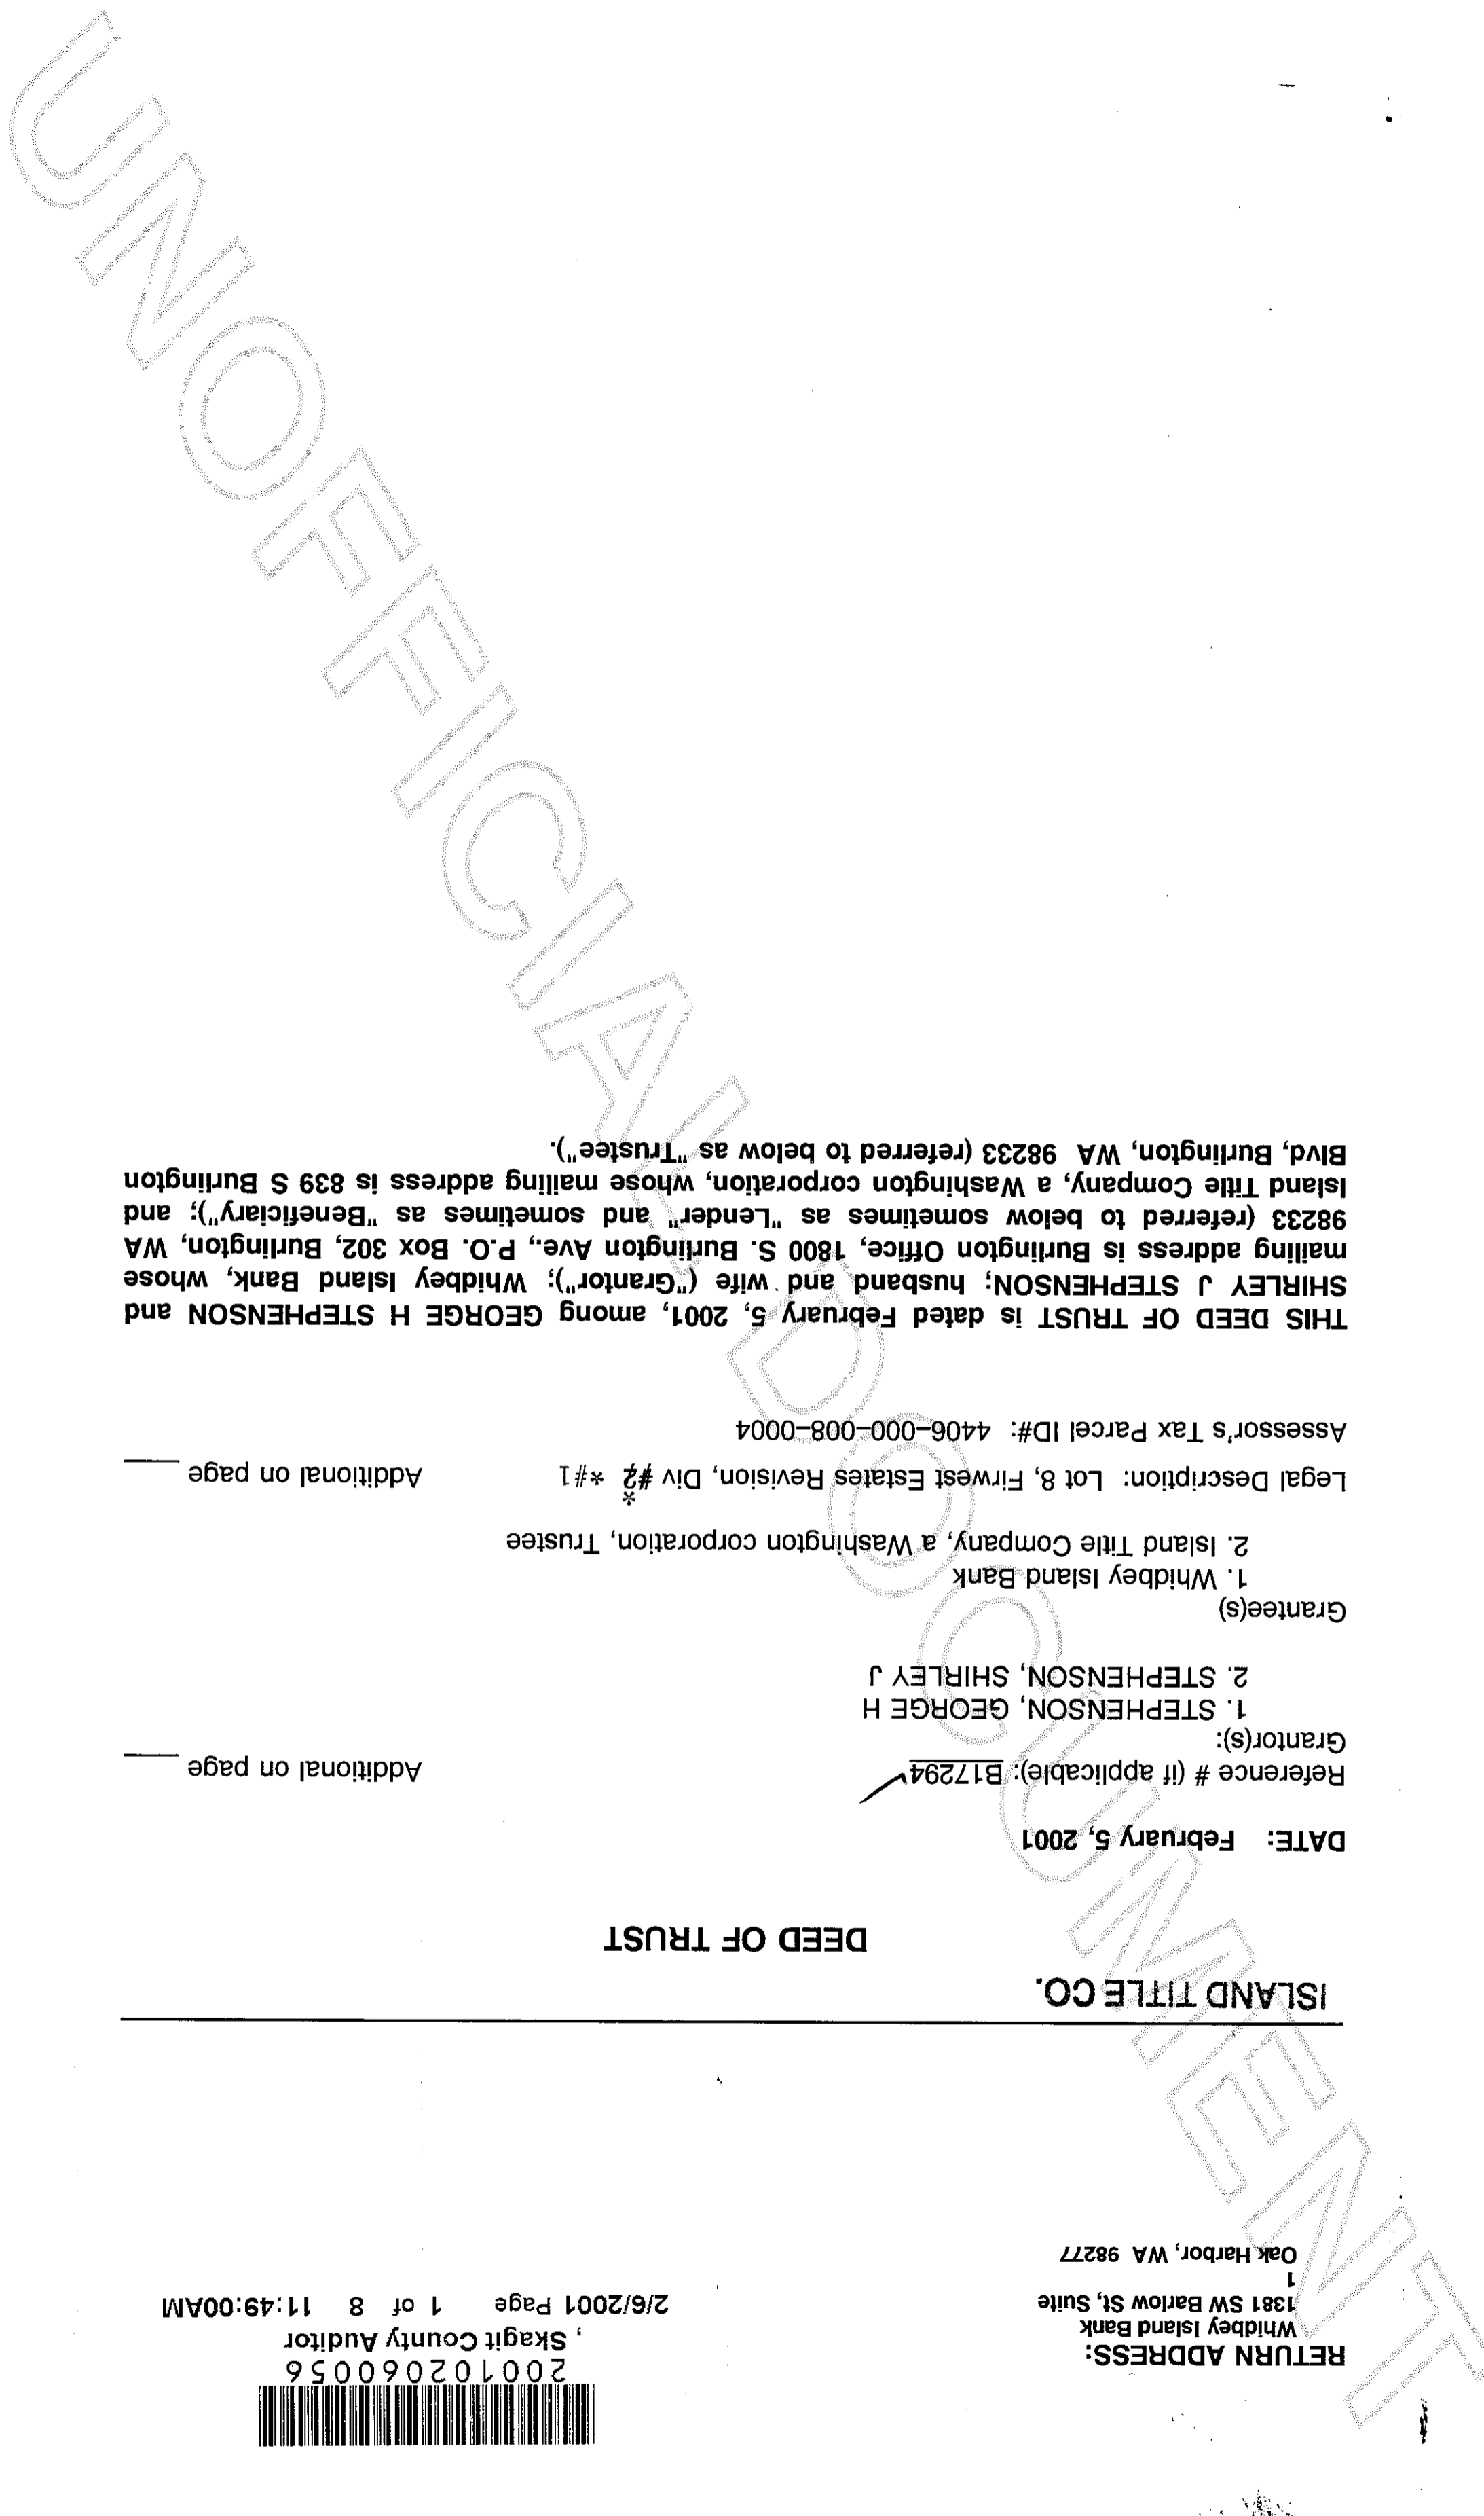 RETURN ADDRESS:
Whidbey Island Bank
1381 SW Barlow St, Suite
1
Oak Harbor, WA 98277
200102060056
, Skagit County Auditor
2/6/2001 Page 1 of 8 11:49:00AM
ISLAND TITLE CO.
DEED OF TRUST
DATE: February 5, 2001
Reference # (if applicable): B17294 Additional on page ____
Grantor(s):
1. STEPHENSON, GEORGE H
2. STEPHENSON, SHIRLEY J
Grantee(s)
1. Whidbey Island Bank
2. Island Title Company, a Washington corporation, Trustee
*
Legal Description: Lot 8, Firwest Estates Revision, Div #2 *#1 Additional on page ____
Assessor's Tax Parcel ID#: 4406-000-008-0004
THIS DEED OF TRUST is dated February 5, 2001, among GEORGE H STEPHENSON and
SHIRLEY J STEPHENSON; husband and wife ("Grantor"); Whidbey Island Bank, whose
mailing address is Burlington Office, 1800 S. Burlington Ave., P.O. Box 302, Burlington, WA
98233 (referred to below sometimes as "Lender" and sometimes as "Beneficiary"); and
Island Title Company, a Washington corporation, whose mailing address is 839 S Burlington
Blvd, Burlington, WA 98233 (referred to below as "Trustee").
UNOFFICIAL DOCUMENT